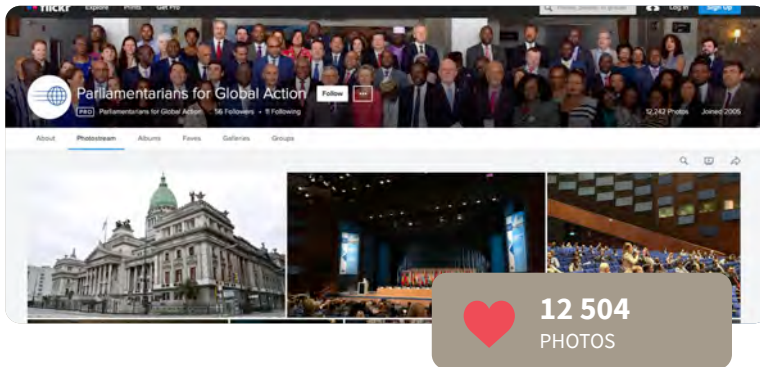 flickr Explore Prints Get Pro Log In Sign Up
Parliamentarians for Global Action Follow
PRO Parliamentarians for Global Action 56 Followers • 11 Following 12,242 Photos Joined 2005
About Photostream Albums Faves Galleries Groups
12 504
PHOTOS